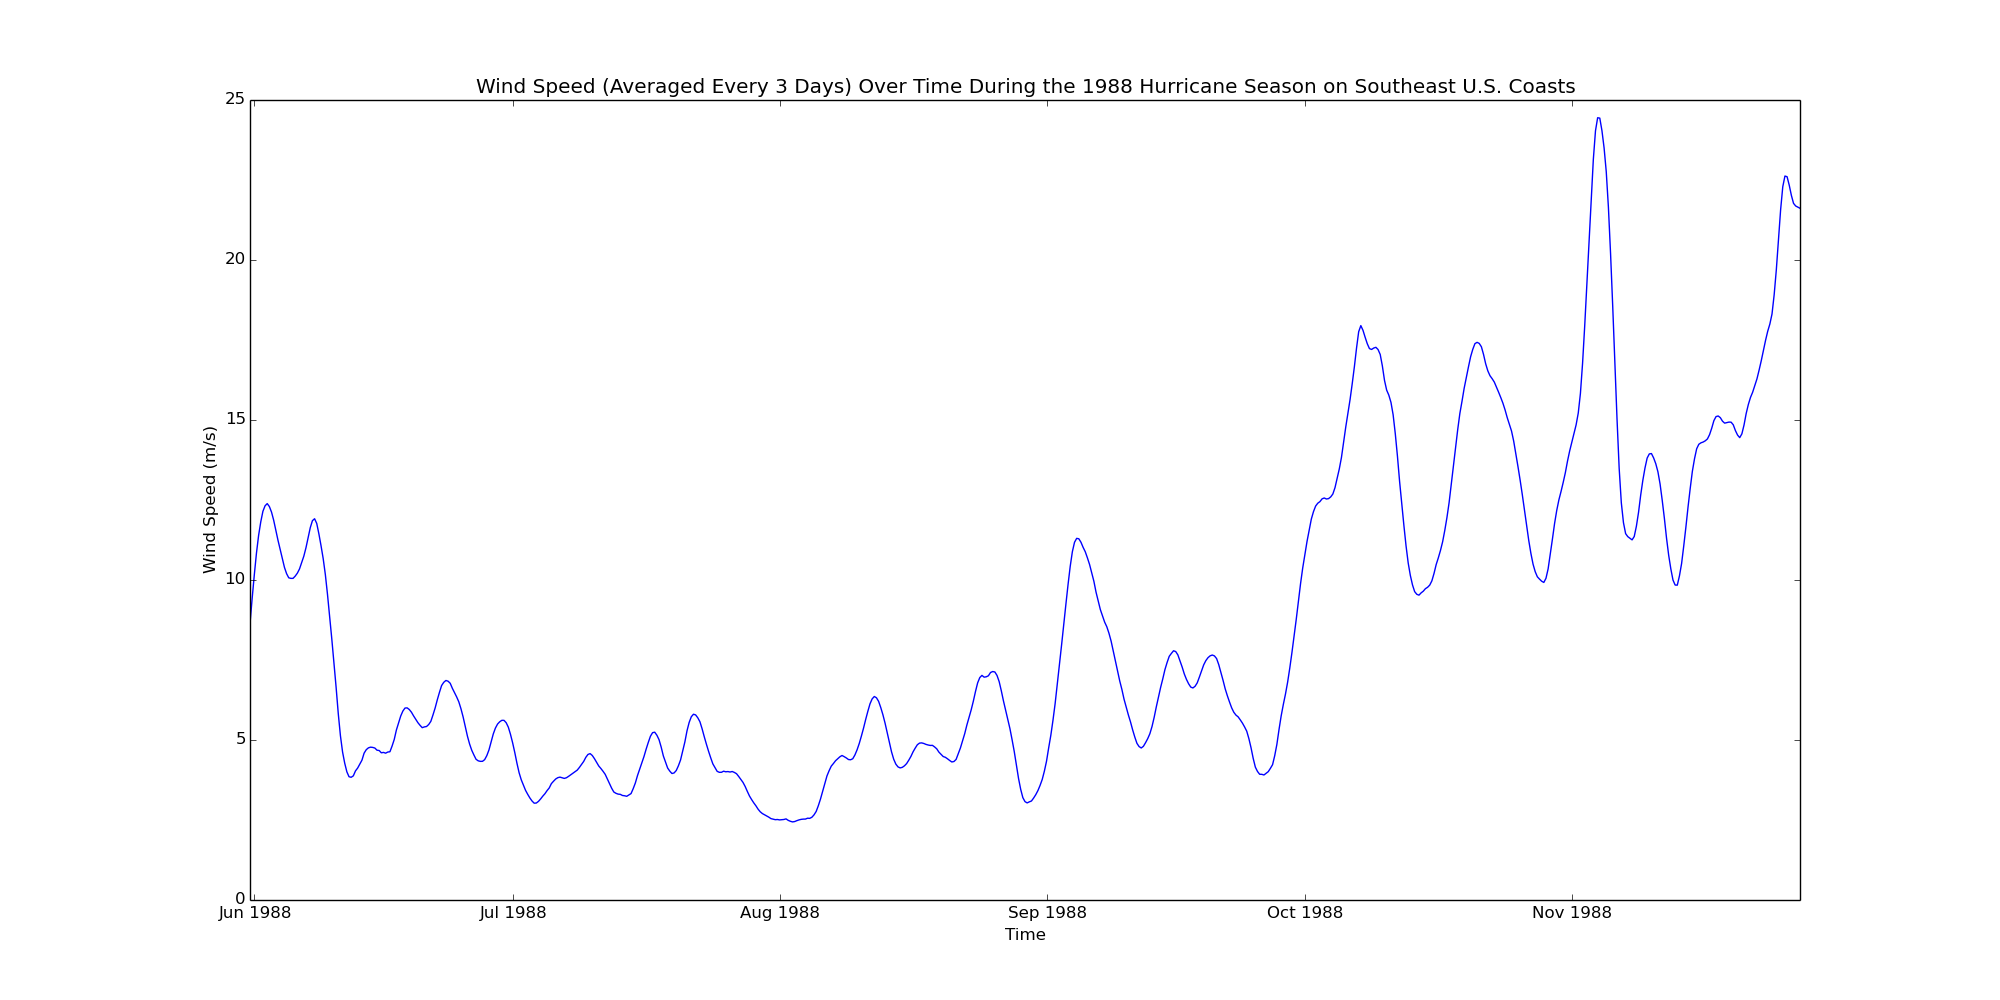 Wind Speed (Averaged Every 3 Days) Over Time During the 1988 Hurricane Season on Southeast U.S. Coasts
25
20
15
10
5
0
Wind Speed (m/s)
Jun 1988 Jul 1988 Aug 1988 Sep 1988 Oct 1988 Nov 1988
Time